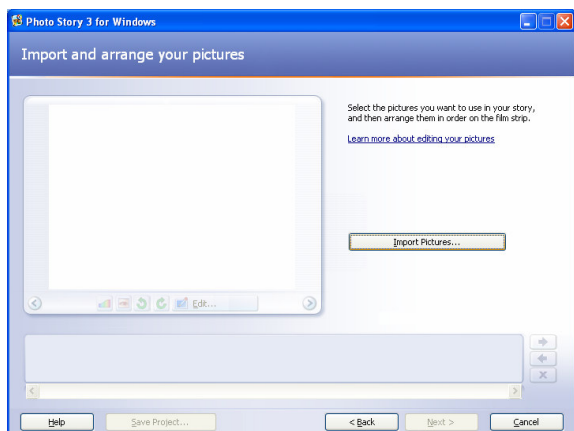 Photo Story 3 for Windows
Import and arrange your pictures
Select the pictures you want to use in your story,
and then arrange them in order on the film strip.
Learn more about editing your pictures
Import Pictures...
Edit...
Help
Save Project...
< Back
Next >
Cancel